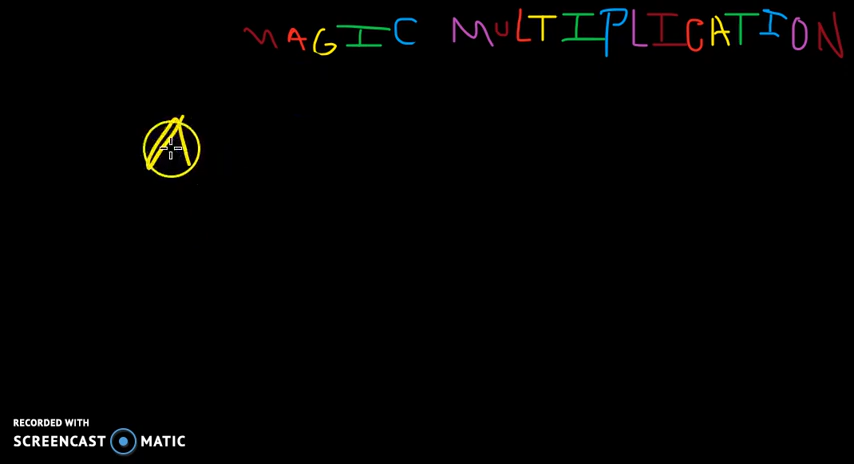 MAGIC MULTIPLICATION
A
RECORDED WITH
SCREENCAST MATIC